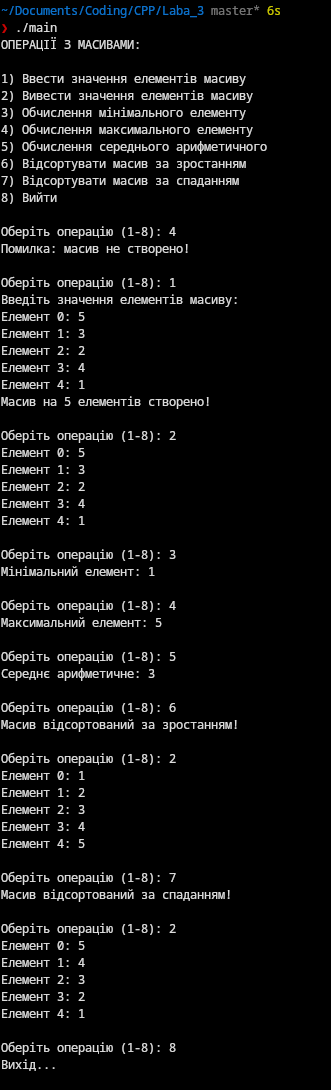 ~/Documents/Coding/CPP/Laba_3 master* 6s
❯ ./main
ОПЕРАЦІЇ З МАСИВАМИ:
1) Ввести значення елементів масиву
2) Вивести значення елементів масиву
3) Обчислення мінімального елементу
4) Обчислення максимального елементу
5) Обчислення середнього арифметичного
6) Відсортувати масив за зростанням
7) Відсортувати масив за спаданням
8) Вийти
Оберіть операцію (1-8): 4
Помилка: масив не створено!
Оберіть операцію (1-8): 1
Введіть значення елементів масиву:
Елемент 0: 5
Елемент 1: 3
Елемент 2: 2
Елемент 3: 4
Елемент 4: 1
Масив на 5 елементів створено!
Оберіть операцію (1-8): 2
Елемент 0: 5
Елемент 1: 3
Елемент 2: 2
Елемент 3: 4
Елемент 4: 1
Оберіть операцію (1-8): 3
Мінімальний елемент: 1
Оберіть операцію (1-8): 4
Максимальний елемент: 5
Оберіть операцію (1-8): 5
Середнє арифметичне: 3
Оберіть операцію (1-8): 6
Масив відсортований за зростанням!
Оберіть операцію (1-8): 2
Елемент 0: 1
Елемент 1: 2
Елемент 2: 3
Елемент 3: 4
Елемент 4: 5
Оберіть операцію (1-8): 7
Масив відсортований за спаданням!
Оберіть операцію (1-8): 2
Елемент 0: 5
Елемент 1: 4
Елемент 2: 3
Елемент 3: 2
Елемент 4: 1
Оберіть операцію (1-8): 8
Вихід...